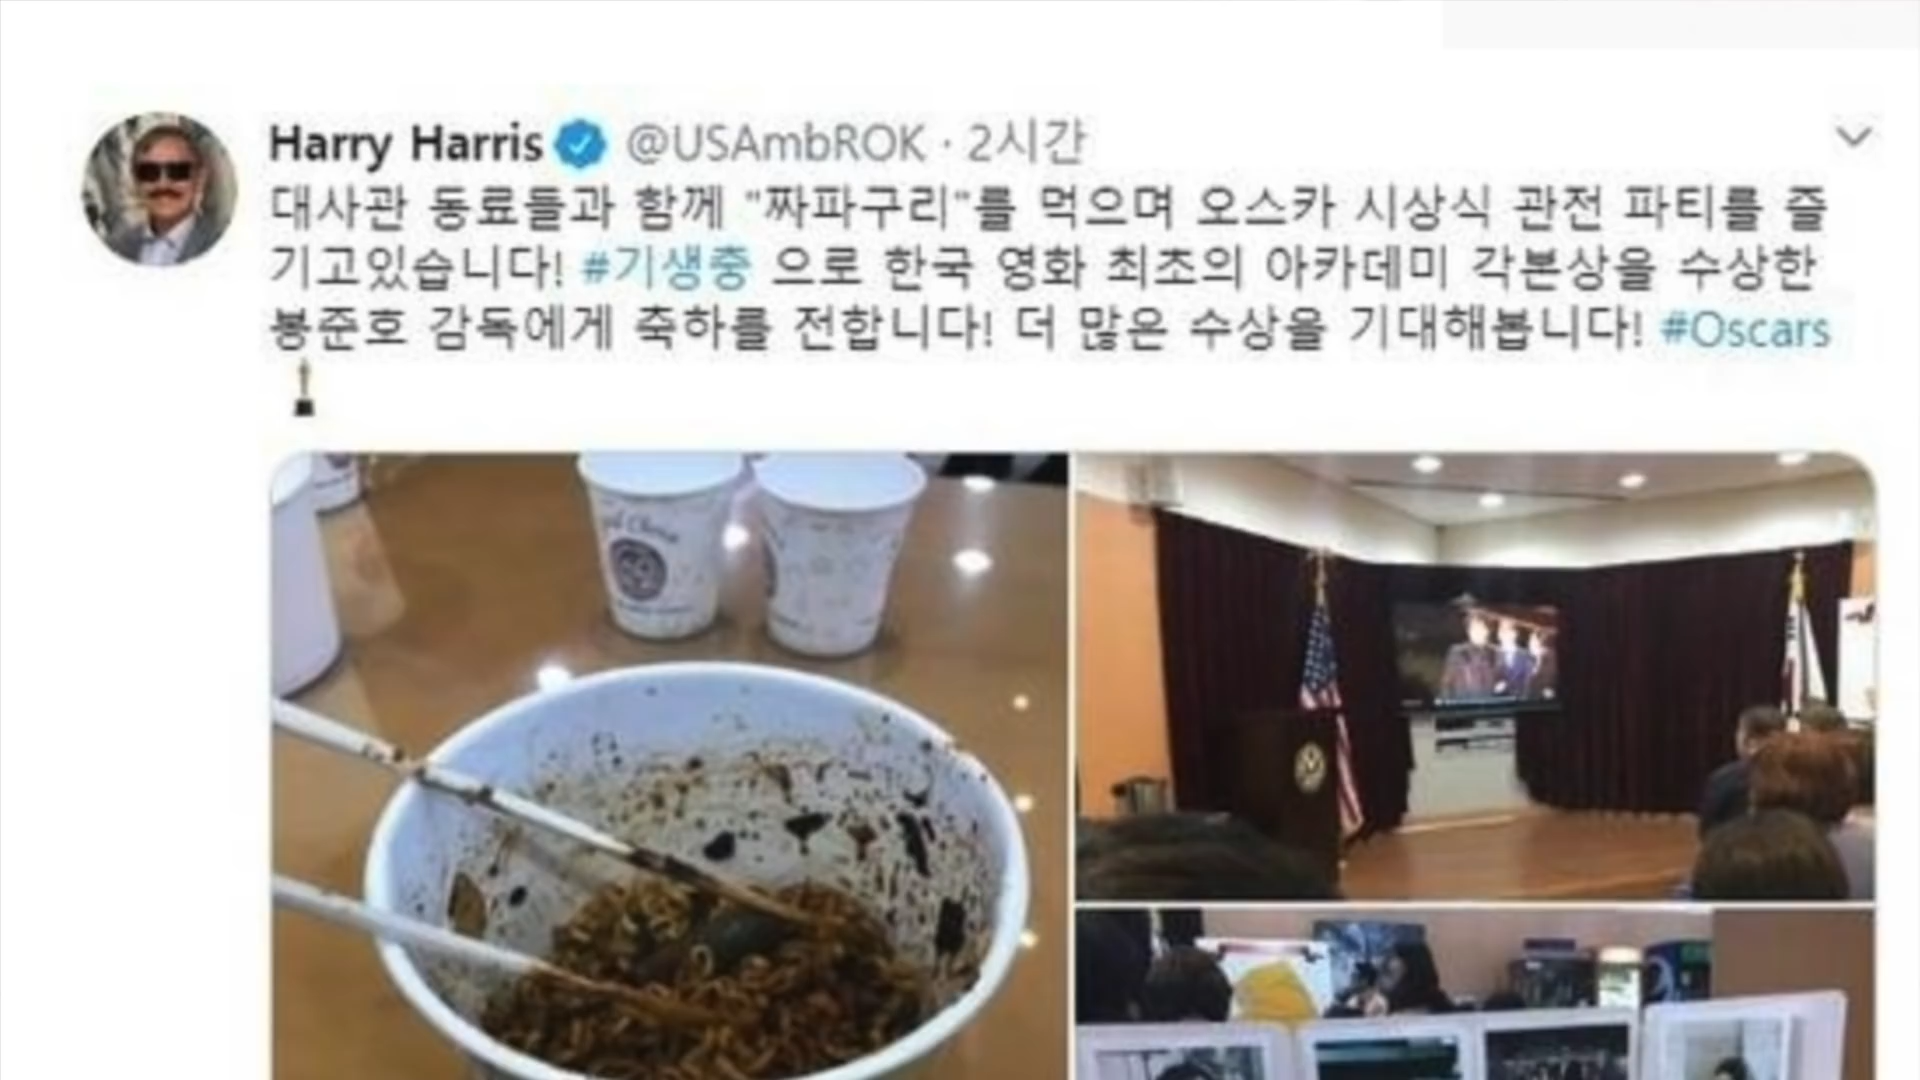 Harry Harris @USAmbROK · 2시간
대사관 동료들과 함께 "짜파구리"를 먹으며 오스카 시상식 관전 파티를 즐
기고있습니다! #기생충 으로 한국 영화 최초의 아카데미 각본상을 수상한
봉준호 감독에게 축하를 전합니다! 더 많은 수상을 기대해봅니다! #Oscars